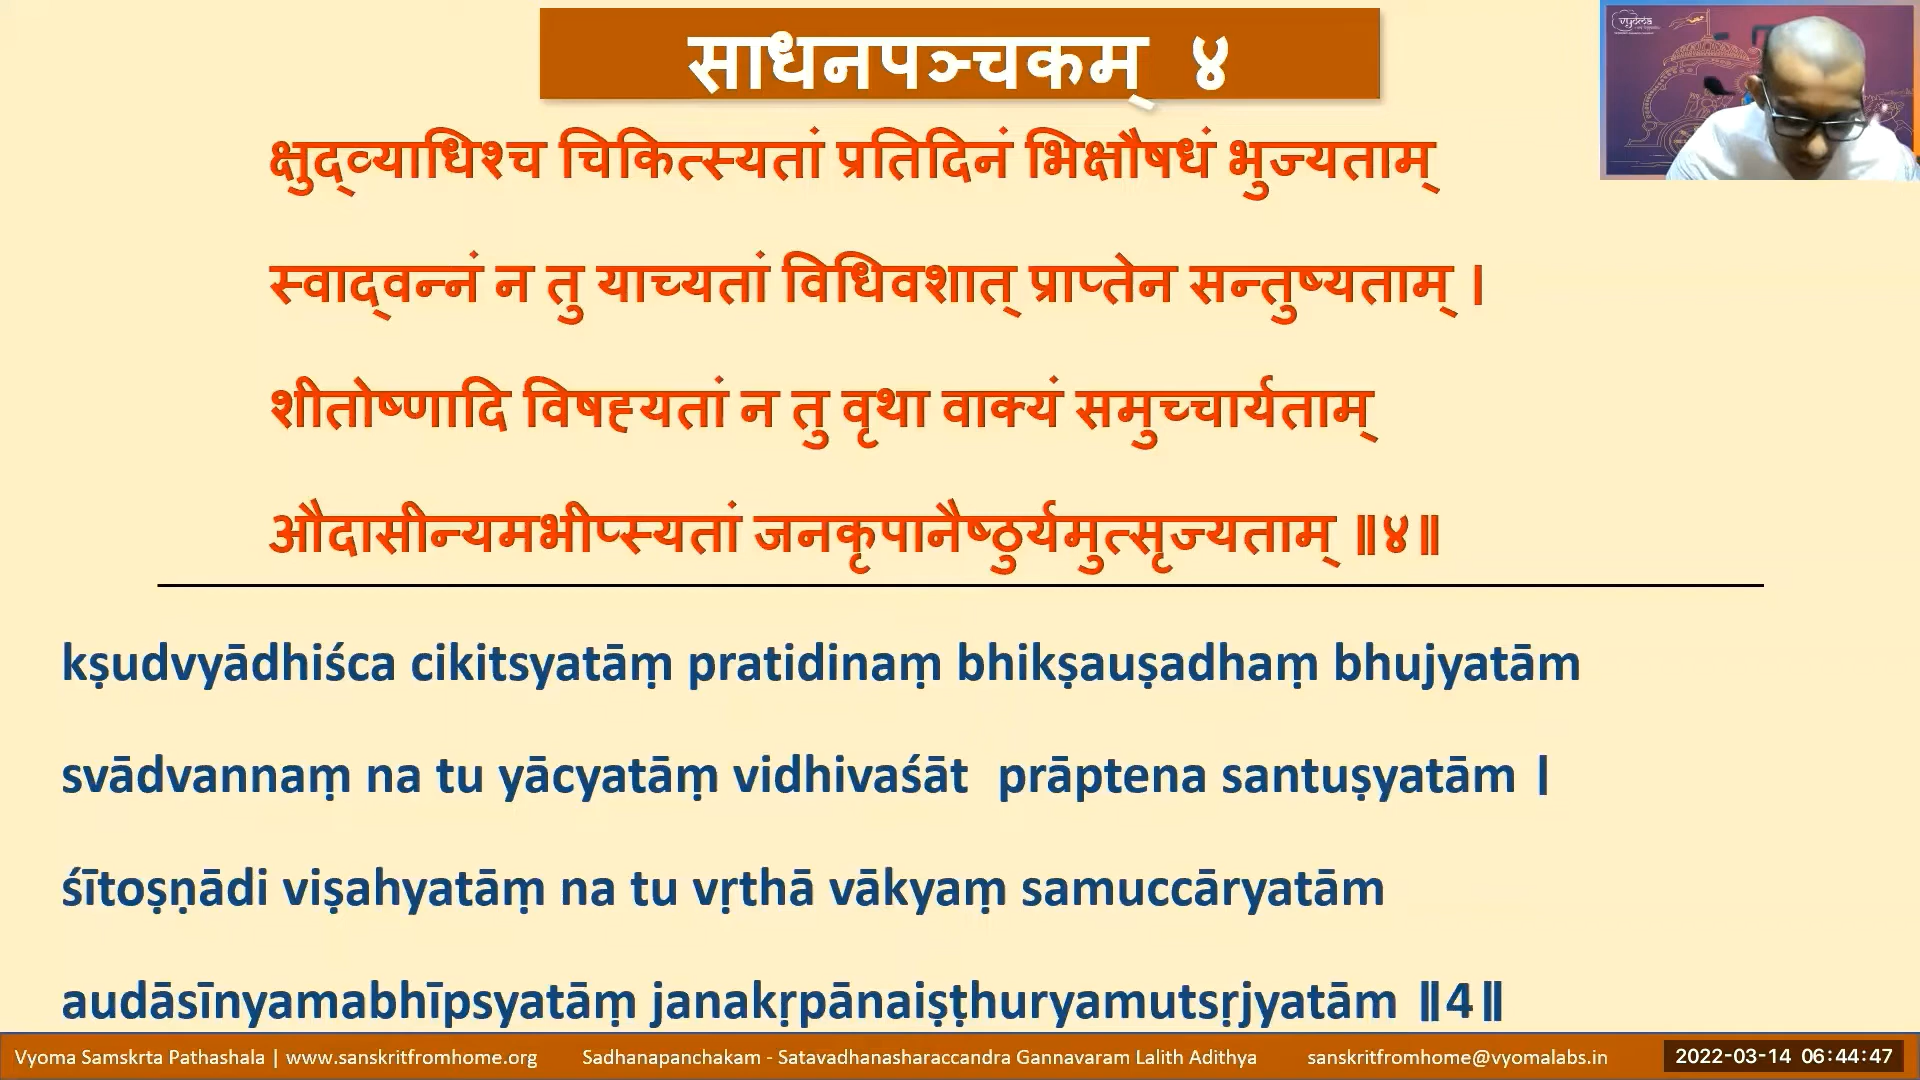 साधनपञ्चकम् ४
vyoma
क्षुद्व्याधिश्च चिकित्स्यतां प्रतिदिनं भिक्षौषधं भुज्यताम्
स्वाद्वन्नं न तु याच्यतां विधिवशात् प्राप्तेन सन्तुष्यताम् ।
शीतोष्णादि विषह्यतां न तु वृथा वाक्यं समुच्चार्यताम्
औदासीन्यमभीप्स्यतां जनकृपानैष्ठुर्यमुत्सृज्यताम् ॥४॥
kṣudvyādhiśca cikitsyatāṃ pratidinaṃ bhikṣauṣadhaṃ bhujyatām
svādvannaṃ na tu yācyatāṃ vidhivaśāt prāptena santuṣyatām |
śītoṣṇādi viṣahyatāṃ na tu vṛthā vākyaṃ samuccāryatām
audāsīnyamabhīpsyatāṃ janakṛpānaiṣṭhuryamutsṛjyatām ॥4॥
Vyoma Samskrta Pathashala | www.sanskritfromhome.org Sadhanapanchakam - Satavadhanasharaccandra Gannavaram Lalith Adithya sanskritfromhome@vyomalabs.in 2022-03-14 06:44:47